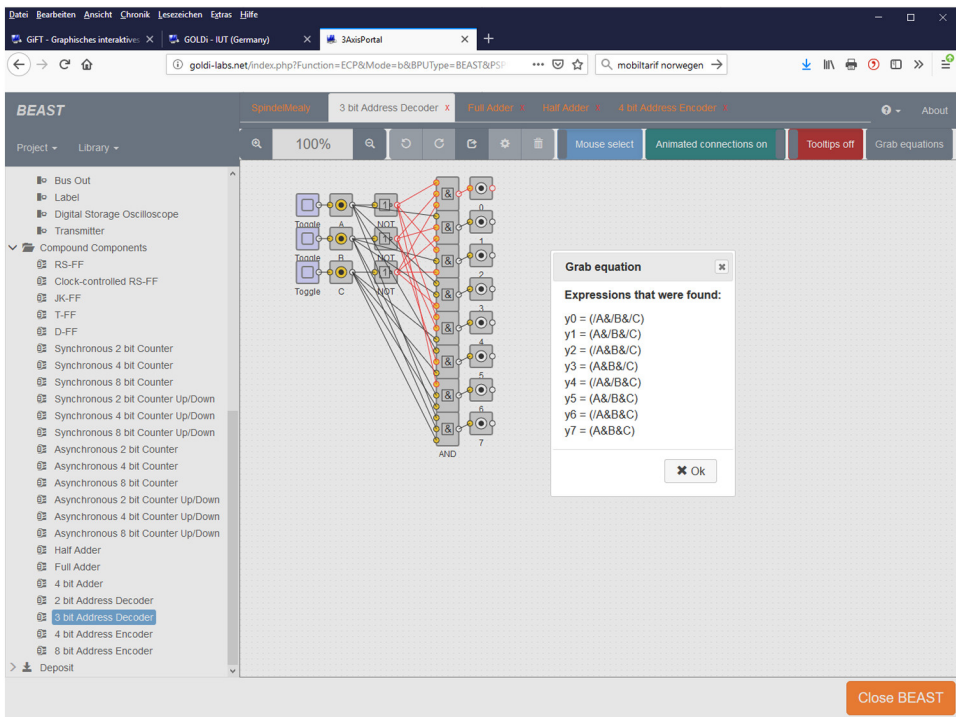 Datei Bearbeiten Ansicht Chronik Lesezeichen Extras Hilfe
GiFT - Graphisches interaktives
GOLDi - IUT (Germany)
3AxisPortal
goldi-labs.net/index.php?Function=ECP&Mode=b&BPUType=BEAST&PSP
mobiltarif norwegen
BEAST
SpindelMealy
3 bit Address Decoder x
Full Adder x
Half Adder x
4 bit Address Encoder x
About
Project
Library
100%
Mouse select
Animated connections on
Tooltips off
Grab equations
Bus Out
Label
Digital Storage Oscilloscope
Transmitter
Compound Components
RS-FF
Clock-controlled RS-FF
JK-FF
T-FF
D-FF
Synchronous 2 bit Counter
Synchronous 4 bit Counter
Synchronous 8 bit Counter
Synchronous 2 bit Counter Up/Down
Synchronous 4 bit Counter Up/Down
Synchronous 8 bit Counter Up/Down
Asynchronous 2 bit Counter
Asynchronous 4 bit Counter
Asynchronous 8 bit Counter
Asynchronous 2 bit Counter Up/Down
Asynchronous 4 bit Counter Up/Down
Asynchronous 8 bit Counter Up/Down
Half Adder
Full Adder
4 bit Adder
2 bit Address Decoder
3 bit Address Decoder
4 bit Address Encoder
8 bit Address Encoder
Deposit
Toggle A NOT
Toggle B NOT
Toggle C NOT
1
1
1
&
&
&
&
&
&
&
&
0
1
2
3
4
5
6
7
AND
Grab equation
Expressions that were found:
y0 = (/A&/B&/C)
y1 = (A&/B&/C)
y2 = (/A&B&/C)
y3 = (A&B&/C)
y4 = (/A&/B&C)
y5 = (A&/B&C)
y6 = (/A&B&C)
y7 = (A&B&C)
Ok
Close BEAST